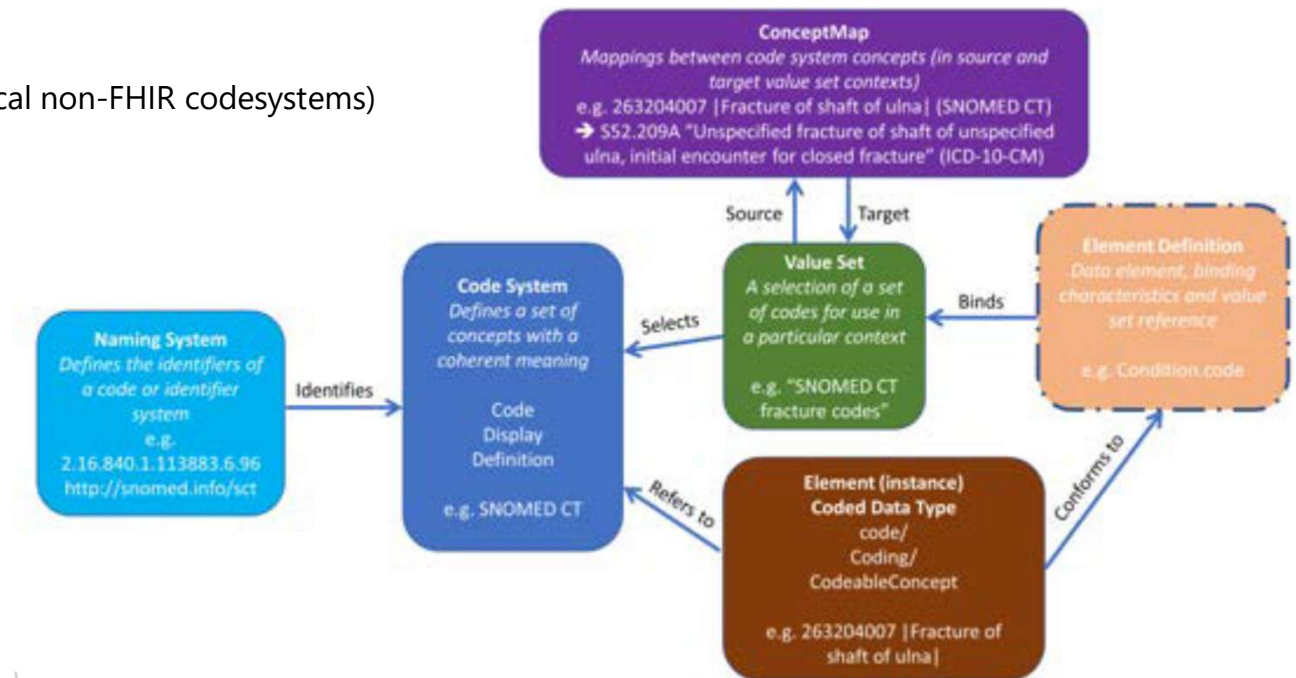 ConceptMap
Mappings between code system concepts (in source and
target value set contexts)
e.g. 263204007 |Fracture of shaft of ulna| (SNOMED CT)
➔ S52.209A “Unspecified fracture of shaft of unspecified
ulna, initial encounter for closed fracture” (ICD-10-CM)
cal non-FHIR codesystems)
Source
Target
Naming System
Defines the identifiers of
a code or identifier
system
e.g.
2.16.840.1.113883.6.96
http://snomed.info/sct
Identifies
Code System
Defines a set of
concepts with a
coherent meaning
Code
Display
Definition
e.g. SNOMED CT
Selects
Value Set
A selection of a set
of codes for use in
a particular context
e.g. “SNOMED CT
fracture codes”
Binds
Element Definition
Data element, binding
characteristics and value
set reference
e.g. Condition.code
Refers to
Element (instance)
Coded Data Type
code/
Coding/
CodeableConcept
e.g. 263204007 |Fracture of
shaft of ulna|
Conforms to